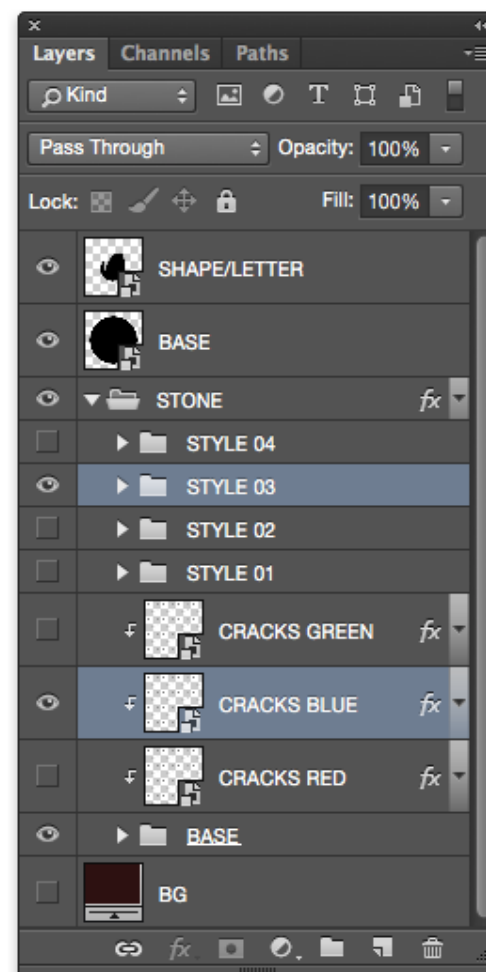 Layers Channels Paths
Kind T
Pass Through Opacity: 100%
Lock: Fill: 100%
SHAPE/LETTER
BASE
STONE fx
STYLE 04
STYLE 03
STYLE 02
STYLE 01
CRACKS GREEN fx
CRACKS BLUE fx
CRACKS RED fx
BASE
BG
fx